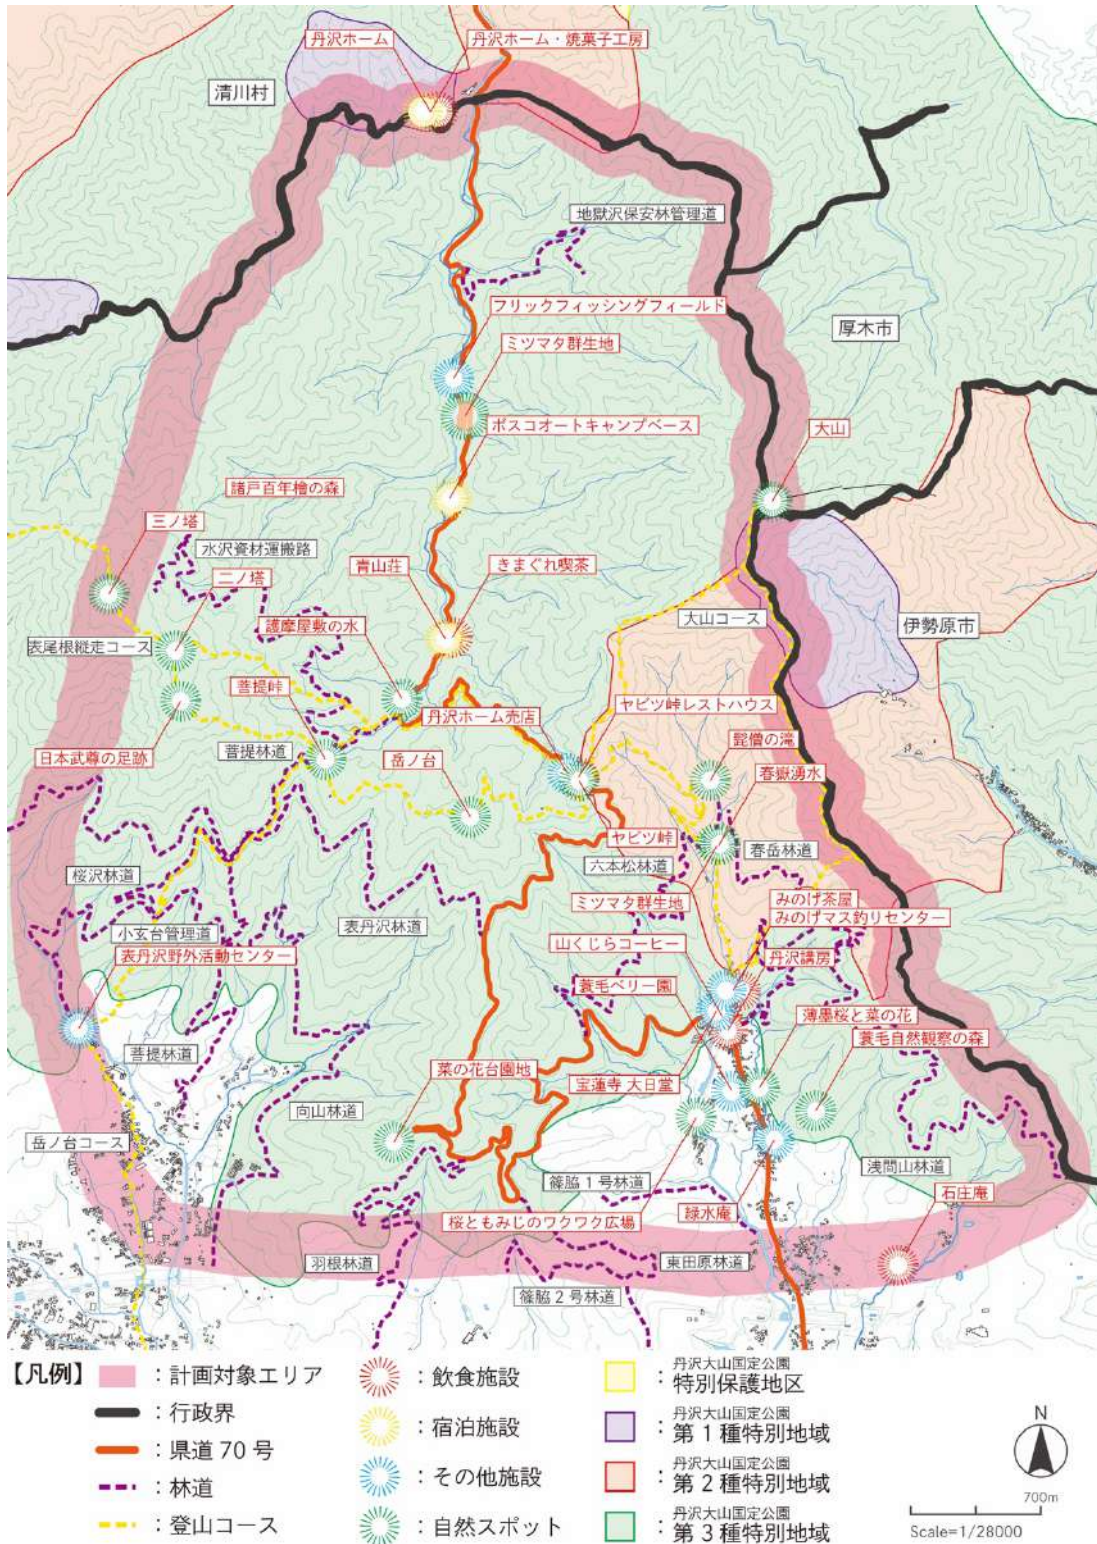 丹沢ホーム
丹沢ホーム・焼菓子工房
清川村
地獄沢保安林管理道
フリックフィッシングフィールド
厚木市
ミツマタ群生地
大山
ボスコオートキャンプベース
諸戸百年檜の森
三ノ塔
水沢資材運搬路
二ノ塔
青山荘
きまぐれ喫茶
大山コース
伊勢原市
護摩屋敷の水
表尾根縦走コース
菩提峠
丹沢ホーム売店
ヤビツ峠レストハウス
髭僧の滝
日本武尊の足跡
菩提林道
岳ノ台
春嶽湧水
ヤビツ峠
春岳林道
六本松林道
桜沢林道
ミツマタ群生地
みのげ茶屋
小玄台管理道
表丹沢林道
みのげマス釣りセンター
山くじらコーヒー
丹沢講房
表丹沢野外活動センター
蓑毛ベリー園
薄墨桜と菜の花
蓑毛自然観察の森
菩提林道
菜の花台園地
宝蓮寺 大日堂
向山林道
岳ノ台コース
浅間山林道
篠脇1号林道
石庄庵
桜ともみじのワクワク広場
緑水庵
羽根林道
東田原林道
篠脇2号林道
【凡例】
：計画対象エリア
：行政界
：県道70号
：林道
：登山コース
：飲食施設
：宿泊施設
：その他施設
：自然スポット
丹沢大山国定公園
：特別保護地区
丹沢大山国定公園
：第1種特別地域
丹沢大山国定公園
：第2種特別地域
丹沢大山国定公園
：第3種特別地域
N
700m
Scale=1/28000